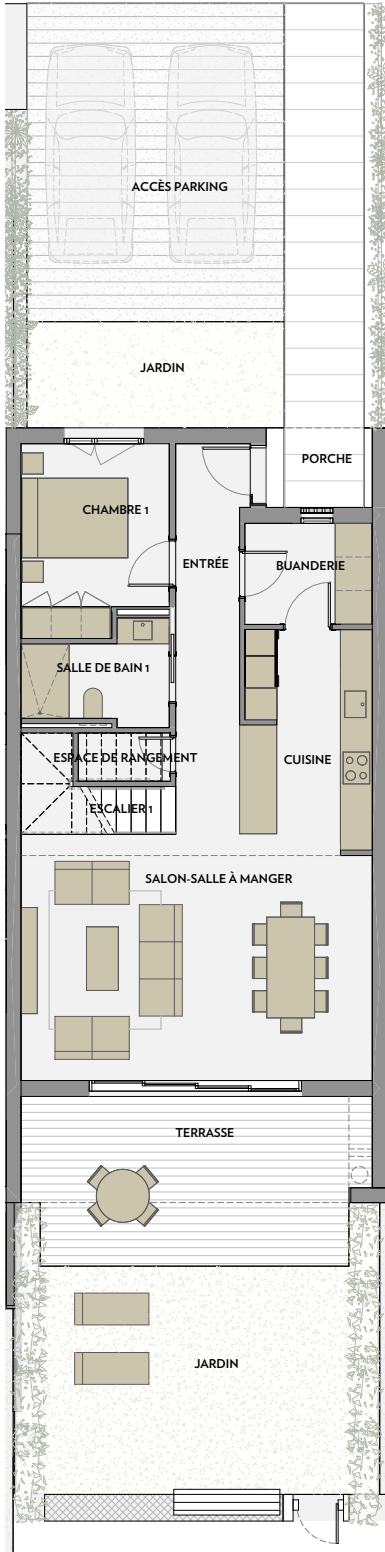 ACCÈS PARKING
JARDIN
PORCHE
CHAMBRE 1
ENTRÉE
BUANDERIE
SALLE DE BAIN 1
ESPACE DE RANGEMENT
CUISINE
ESCALIER 1
SALON-SALLE À MANGER
TERRASSE
JARDIN